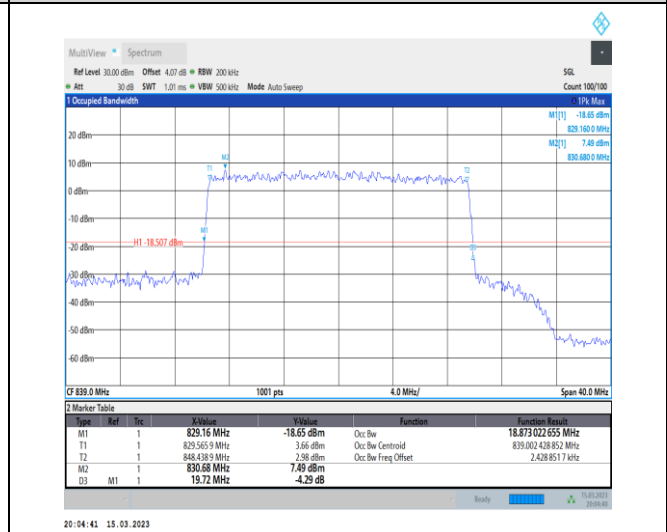 MultiView Spectrum
Ref Level 30.00 dBm Offset 4.07 dB RBW 200 kHz SGL
Att 30 dB SWT 1.01 ms VBW 500 kHz Mode Auto Sweep Count 100/100
1 Occupied Bandwidth 1Pk Max
M1[1] -18.65 dBm
829.160 0 MHz
M2[1] 7.49 dBm
830.680 0 MHz
20 dBm
M2
T1 T2
10 dBm
0 dBm
-10 dBm
M1
H1 -18.507 dBm
-20 dBm
D3
-30 dBm
-40 dBm
-50 dBm
-60 dBm
CF 839.0 MHz 1001 pts 4.0 MHz/ Span 40.0 MHz
2 Marker Table
Type Ref Trc X-Value Y-Value Function Function Result
M1 1 829.16 MHz -18.65 dBm Occ Bw 18.873 022 655 MHz
T1 1 829.565 9 MHz 3.66 dBm Occ Bw Centroid 839.002 428 852 MHz
T2 1 848.438 9 MHz 2.98 dBm Occ Bw Freq Offset 2.428 851 7 kHz
M2 1 830.68 MHz 7.49 dBm
D3 M1 1 19.72 MHz -4.29 dB
Ready 15.03.2023
20:04:40
20:04:41 15.03.2023